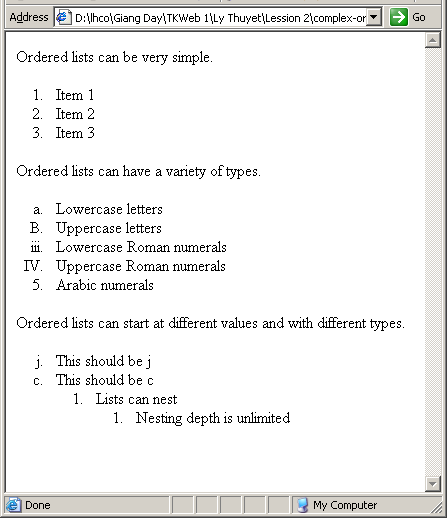 Address D:\lhco\Giang Day\TKWeb 1\Ly Thuyet\Lession 2\complex-or Go
Ordered lists can be very simple.
1. Item 1
2. Item 2
3. Item 3
Ordered lists can have a variety of types.
a. Lowercase letters
B. Uppercase letters
iii. Lowercase Roman numerals
IV. Uppercase Roman numerals
5. Arabic numerals
Ordered lists can start at different values and with different types.
j. This should be j
c. This should be c
1. Lists can nest
1. Nesting depth is unlimited
Done My Computer